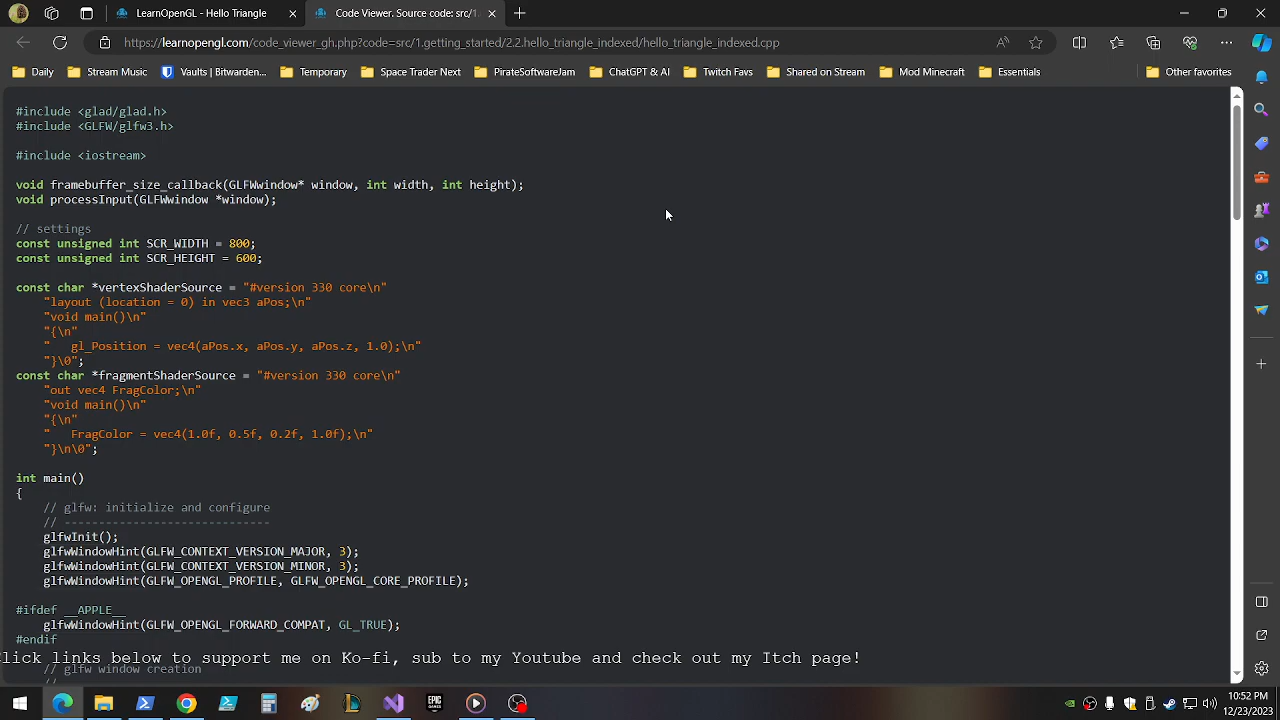 LearnOpenGL - Hello Triangle
Code Viewer. Source code: src/1.
https://learnopengl.com/code_viewer_gh.php?code=src/1.getting_started/2.2.hello_triangle_indexed/hello_triangle_indexed.cpp
Daily Stream Music Vaults | Bitwarden... Temporary Space Trader Next PirateSoftwareJam ChatGPT & AI Twitch Favs Shared on Stream Mod Minecraft Essentials Other favorites
#include <glad/glad.h>
#include <GLFW/glfw3.h>
#include <iostream>
void framebuffer_size_callback(GLFWwindow* window, int width, int height);
void processInput(GLFWwindow *window);
// settings
const unsigned int SCR_WIDTH = 800;
const unsigned int SCR_HEIGHT = 600;
const char *vertexShaderSource = "#version 330 core\n"
"layout (location = 0) in vec3 aPos;\n"
"void main()\n"
"{\n"
"   gl_Position = vec4(aPos.x, aPos.y, aPos.z, 1.0);\n"
"}\0";
const char *fragmentShaderSource = "#version 330 core\n"
"out vec4 FragColor;\n"
"void main()\n"
"{\n"
"   FragColor = vec4(1.0f, 0.5f, 0.2f, 1.0f);\n"
"}\n\0";
int main()
{
// glfw: initialize and configure
// ------------------------------
glfwInit();
glfwWindowHint(GLFW_CONTEXT_VERSION_MAJOR, 3);
glfwWindowHint(GLFW_CONTEXT_VERSION_MINOR, 3);
glfwWindowHint(GLFW_OPENGL_PROFILE, GLFW_OPENGL_CORE_PROFILE);
#ifdef __APPLE__
glfwWindowHint(GLFW_OPENGL_FORWARD_COMPAT, GL_TRUE);
#endif
lick links below to support me on Ko-fi, sub to my Youtube and check out my Itch page!
// glfw window creation
EPIC GAMES
10:52 PM
12/23/2023